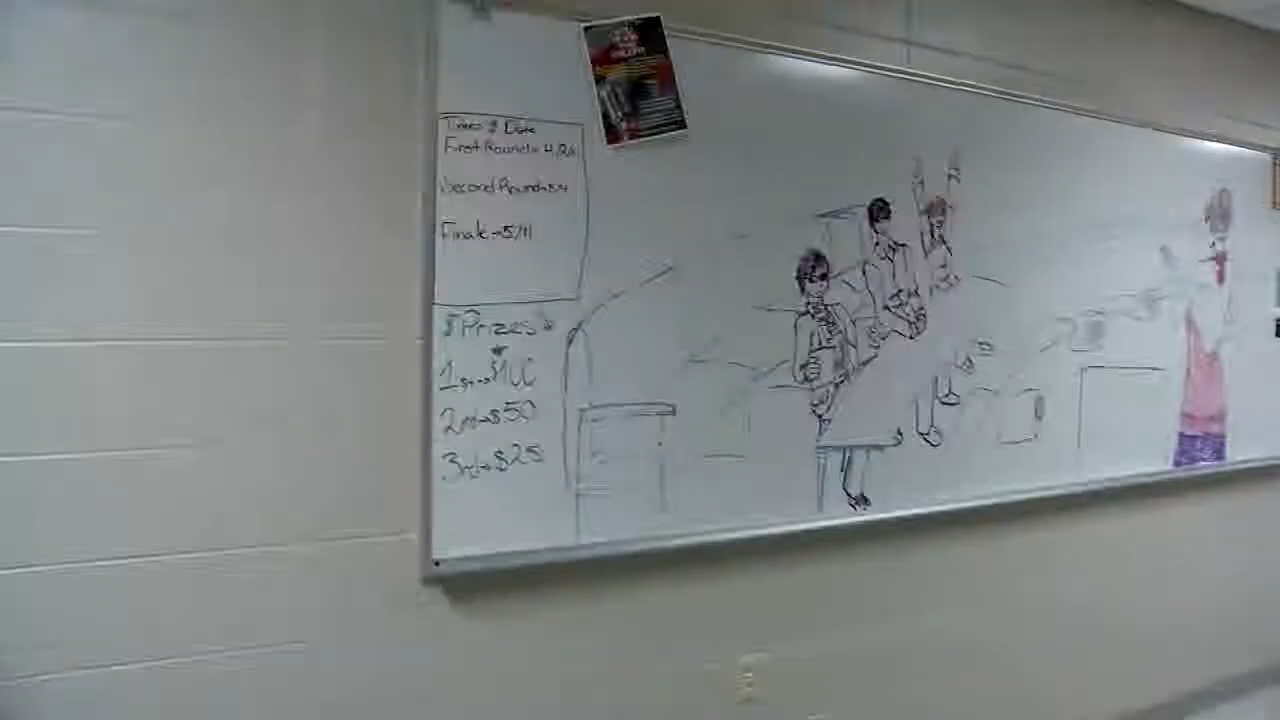 Times & Date
First Round → 4/26
Second Round → 5/4
Finale → 5/11
$Prizes$
1st → $100
2nd → $50
3rd → $25